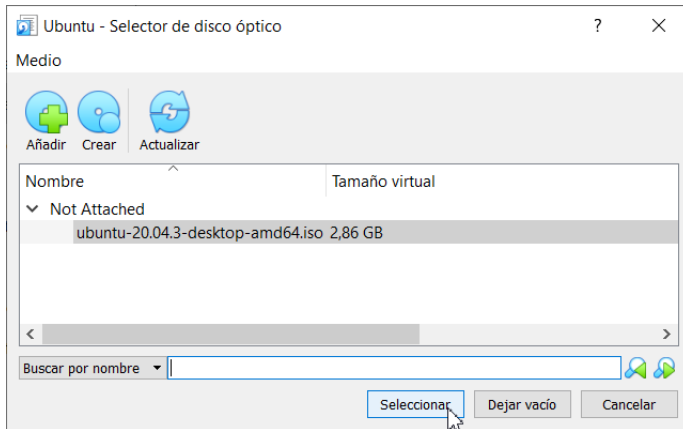 Ubuntu - Selector de disco óptico ?
Medio
Añadir Crear Actualizar
Nombre Tamaño virtual
Not Attached
ubuntu-20.04.3-desktop-amd64.iso 2,86 GB
Buscar por nombre
Seleccionar Dejar vacío Cancelar